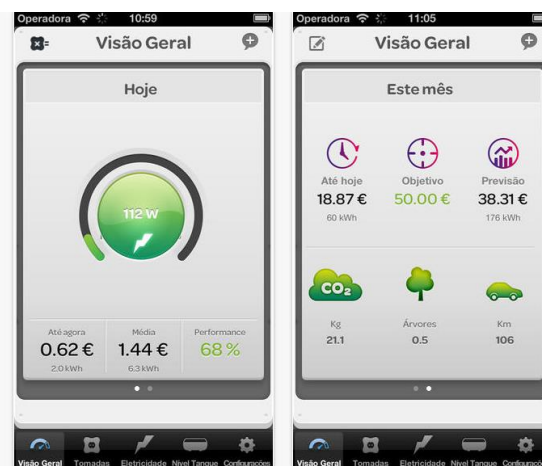 Operadora 10:59
Visão Geral
Hoje
112 W
Até agora Média Performance
0.62 € 1.44 € 68 %
2.0 kWh 6.3 kWh
Visão Geral Tomadas Eletricidade Nível Tanque Configurações
Operadora 11:05
Visão Geral
Este mês
Até hoje Objetivo Previsão
18.87 € 50.00 € 38.31 €
60 kWh 176 kWh
CO2
Kg Árvores Km
21.1 0.5 106
Visão Geral Tomadas Eletricidade Nível Tanque Configurações